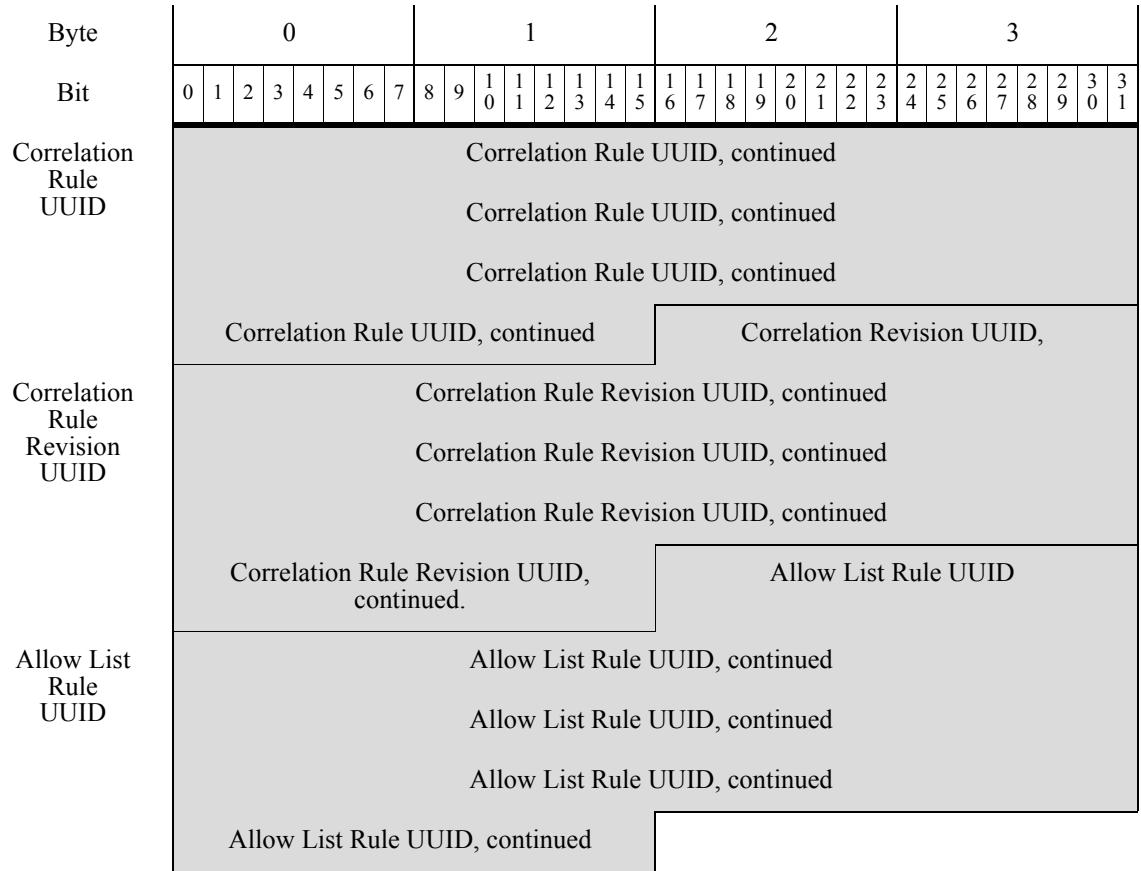 Byte 0 1 2 3
Bit 0 1 2 3 4 5 6 7 8 9 10 11 12 13 14 15 16 17 18 19 20 21 22 23 24 25 26 27 28 29 30 31
Correlation
Rule
UUID
Correlation Rule UUID, continued
Correlation Rule UUID, continued
Correlation Rule UUID, continued
Correlation Rule UUID, continued
Correlation Revision UUID,
Correlation
Rule
Revision
UUID
Correlation Rule Revision UUID, continued
Correlation Rule Revision UUID, continued
Correlation Rule Revision UUID, continued
Correlation Rule Revision UUID,
continued.
Allow List Rule UUID
Allow List
Rule
UUID
Allow List Rule UUID, continued
Allow List Rule UUID, continued
Allow List Rule UUID, continued
Allow List Rule UUID, continued